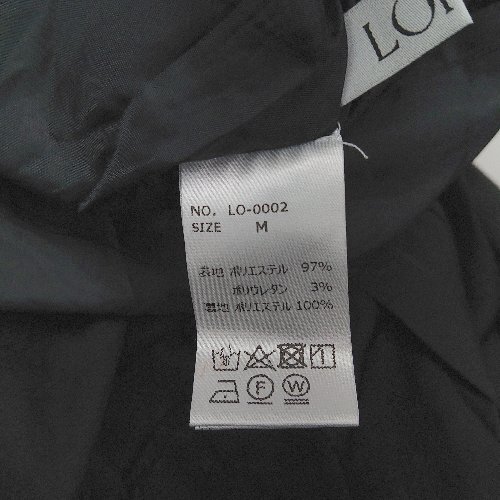 LO
NO. LO-0002
SIZE M
表地 ポリエステル 97%
ポリウレタン 3%
裏地 ポリエステル 100%
F W